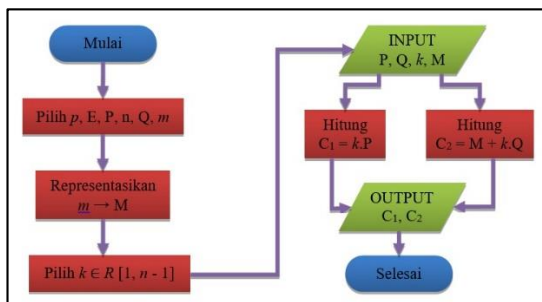 Mulai
Pilih p, E, P, n, Q, m
Representasikan
m → M
Pilih k ∈ R [1, n - 1]
INPUT
P, Q, k, M
Hitung
C₁ = k.P
Hitung
C₂ = M + k.Q
OUTPUT
C₁, C₂
Selesai